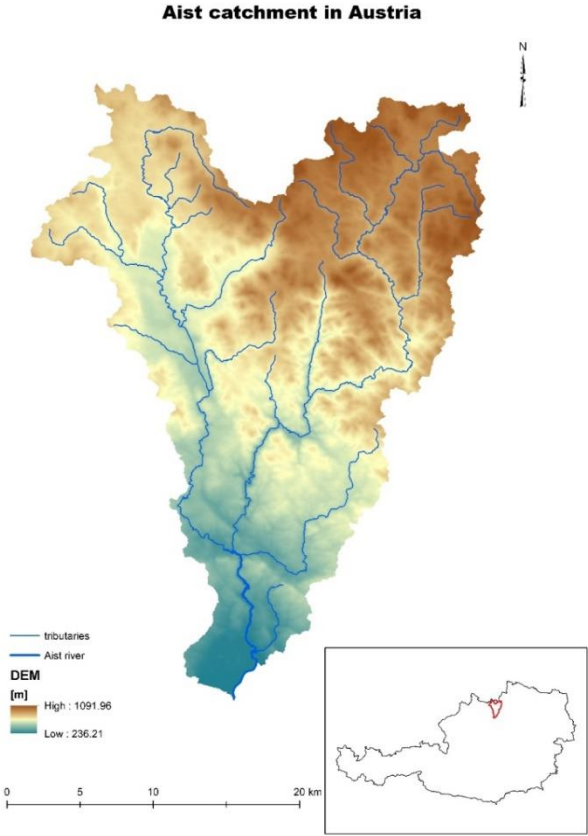 Aist catchment in Austria
N
tributaries
Aist river
DEM
[m]
High : 1091.96
Low : 236.21
0 5 10 20 km